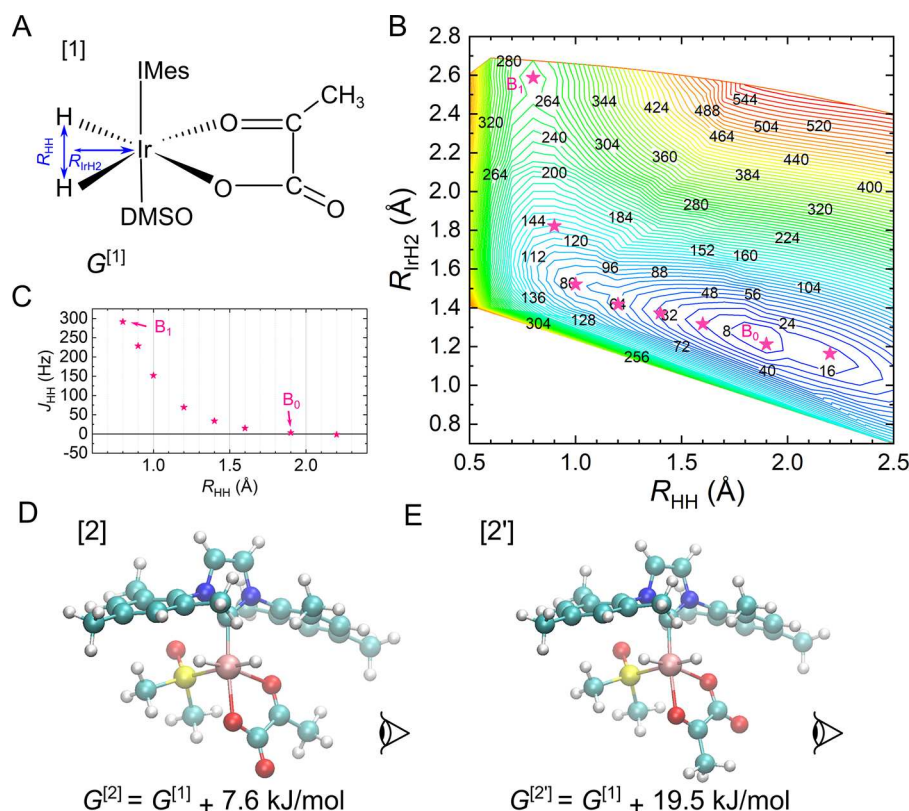 A
[1]
IMes
CH₃
H
O
C
R_HH
R_IrH2
Ir
H
O
C
O
DMSO
G^[1]
B
2.8
2.6
2.4
2.2
2.0
1.8
1.6
1.4
1.2
1.0
0.8
R_IrH2 (Å)
280
B₁
264 344 424 488 544
320 504 520
240 304 464
264 200 360 440
384 400
280 320
144 184 224
120 152 160
112 96 88 104
80 48 56
136 64 32 24
304 128 72 8 B₀
256 40 16
0.5 1.0 1.5 2.0 2.5
R_HH (Å)
C
300
250
200
150
100
50
0
-50
J_HH (Hz)
B₁
B₀
1.0 1.5 2.0
R_HH (Å)
D
[2]
G^[2] = G^[1] + 7.6 kJ/mol
E
[2']
G^[2'] = G^[1] + 19.5 kJ/mol